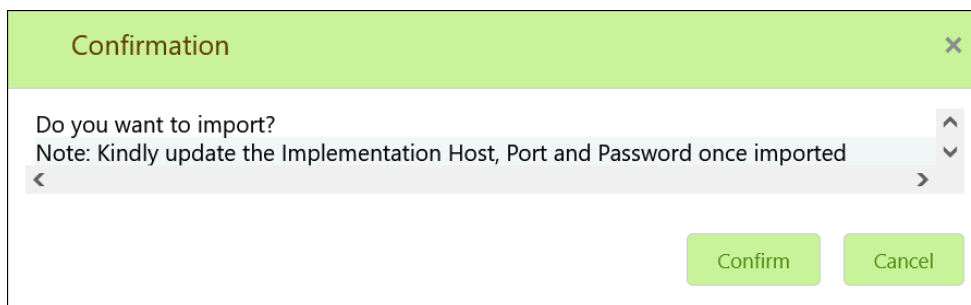 Confirmation
Do you want to import?
Note: Kindly update the Implementation Host, Port and Password once imported
Confirm
Cancel